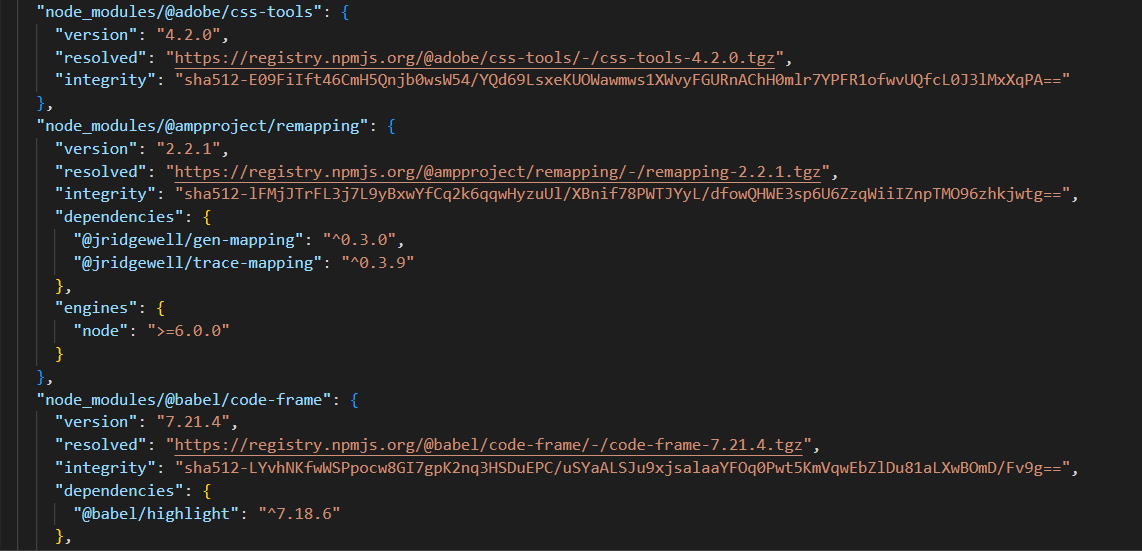 "node_modules/@adobe/css-tools": {
"version": "4.2.0",
"resolved": "https://registry.npmjs.org/@adobe/css-tools/-/css-tools-4.2.0.tgz",
"integrity": "sha512-E09FiIft46CmH5Qnjb0wsW54/YQd69LsxeKUOWawmws1XWvyFGURnAChH0mlr7YPFR1ofwvUQfcL0J3lMxXqPA=="
},
"node_modules/@ampproject/remapping": {
"version": "2.2.1",
"resolved": "https://registry.npmjs.org/@ampproject/remapping/-/remapping-2.2.1.tgz",
"integrity": "sha512-lFMjJTrFL3j7L9yBxwYfCq2k6qqwHyzuUl/XBnif78PWTJYyL/dfowQHWE3sp6U6ZzqWiiIZnpTMO96zhkjwtg==",
"dependencies": {
"@jridgewell/gen-mapping": "^0.3.0",
"@jridgewell/trace-mapping": "^0.3.9"
},
"engines": {
"node": ">=6.0.0"
}
},
"node_modules/@babel/code-frame": {
"version": "7.21.4",
"resolved": "https://registry.npmjs.org/@babel/code-frame/-/code-frame-7.21.4.tgz",
"integrity": "sha512-LYvhNKfwWSPpocw8GI7gpK2nq3HSDuEPC/uSYaALSJu9xjsalaaYFOq0Pwt5KmVqwEbZlDu81aLXwBOmD/Fv9g==",
"dependencies": {
"@babel/highlight": "^7.18.6"
},